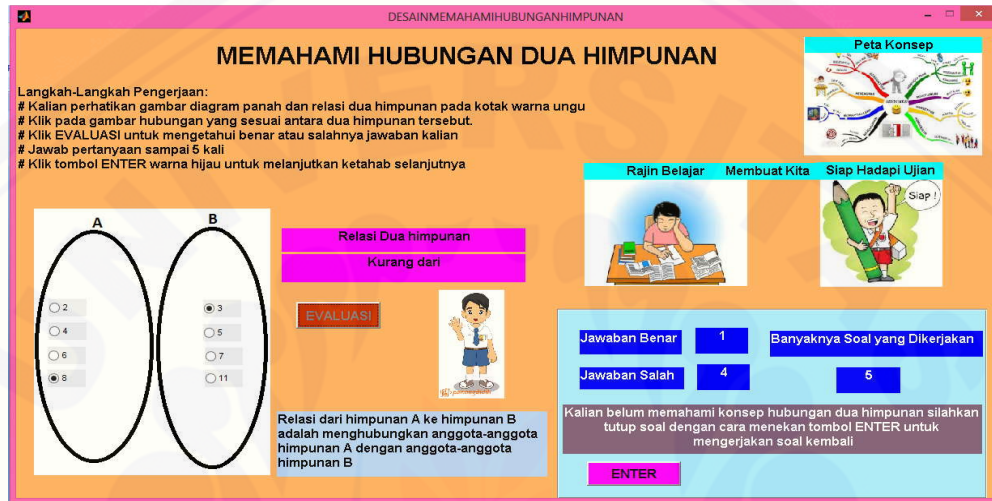 DESAINMEMAHAMIHUBUNGANHIMPUNAN
MEMAHAMI HUBUNGAN DUA HIMPUNAN
Peta Konsep
Langkah-Langkah Pengerjaan:
# Kalian perhatikan gambar diagram panah dan relasi dua himpunan pada kotak warna ungu
# Klik pada gambar hubungan yang sesuai antara dua himpunan tersebut.
# Klik EVALUASI untuk mengetahui benar atau salahnya jawaban kalian
# Jawab pertanyaan sampai 5 kali
# Klik tombol ENTER warna hijau untuk melanjutkan ketahab selanjutnya
Rajin Belajar Membuat Kita Siap Hadapi Ujian
Siap !
A B
2 3
4 5
6 7
8 11
Relasi Dua himpunan
Kurang dari
EVALUASI
Relasi dari himpunan A ke himpunan B
adalah menghubungkan anggota-anggota
himpunan A dengan anggota-anggota
himpunan B
Jawaban Benar 1 Banyaknya Soal yang Dikerjakan
Jawaban Salah 4 5
Kalian belum memahami konsep hubungan dua himpunan silahkan
tutup soal dengan cara menekan tombol ENTER untuk
mengerjakan soal kembali
ENTER